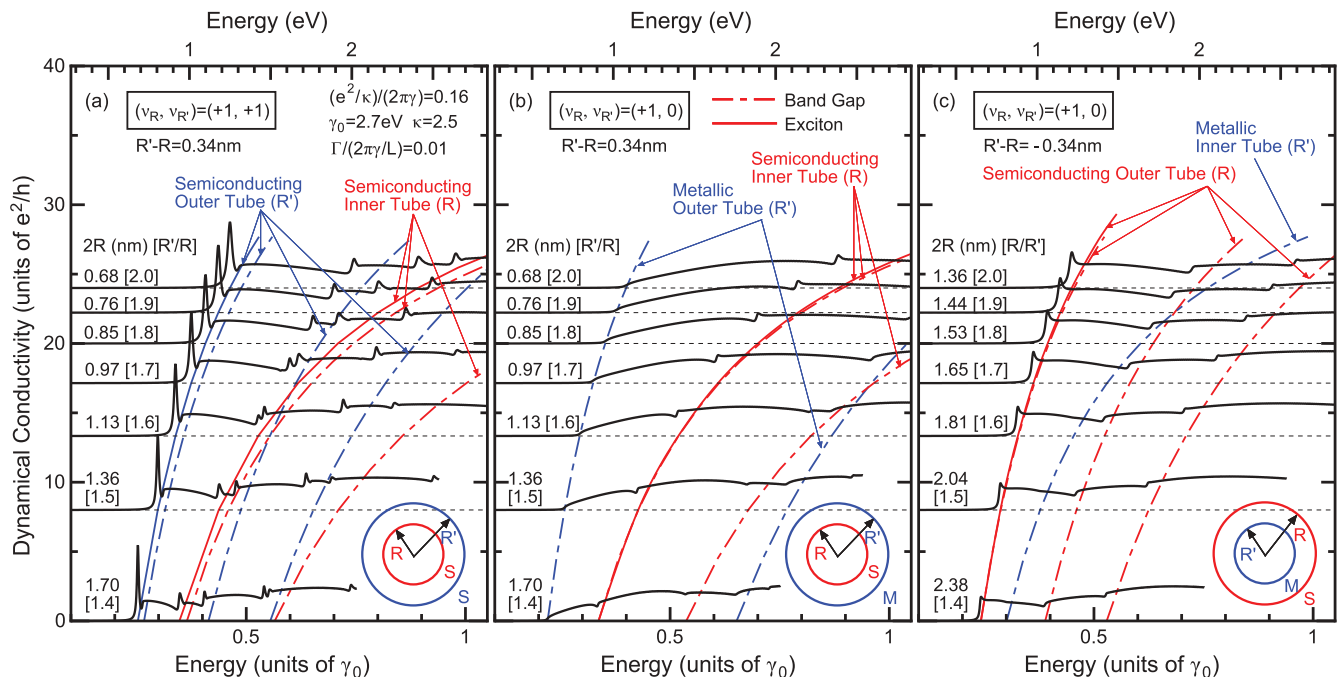 Energy (eV)
1
2
Dynamical Conductivity (units of e²/h)
40
30
20
10
0
(a)
(ν_R, ν_R')=(+1, +1)
R'-R=0.34nm
(e²/κ)/(2πγ)=0.16
γ₀=2.7eV κ=2.5
Γ/(2πγ/L)=0.01
Semiconducting
Outer Tube (R')
Semiconducting
Inner Tube (R)
2R (nm) [R'/R]
0.68 [2.0]
0.76 [1.9]
0.85 [1.8]
0.97 [1.7]
1.13 [1.6]
1.36
[1.5]
1.70
[1.4]
R
R'
S
S
0.5
1
Energy (units of γ₀)
Energy (eV)
1
2
(b)
(ν_R, ν_R')=(+1, 0)
R'-R=0.34nm
Band Gap
Exciton
Semiconducting
Inner Tube (R)
Metallic
Outer Tube (R')
2R (nm) [R'/R]
0.68 [2.0]
0.76 [1.9]
0.85 [1.8]
0.97 [1.7]
1.13 [1.6]
1.36
[1.5]
1.70
[1.4]
R
R'
S
M
0.5
1
Energy (units of γ₀)
Energy (eV)
1
2
(c)
(ν_R, ν_R')=(+1, 0)
R'-R= -0.34nm
Metallic
Inner Tube (R')
Semiconducting Outer Tube (R)
2R (nm) [R/R']
1.36 [2.0]
1.44 [1.9]
1.53 [1.8]
1.65 [1.7]
1.81 [1.6]
2.04
[1.5]
2.38
[1.4]
R'
R
M
S
0.5
1
Energy (units of γ₀)